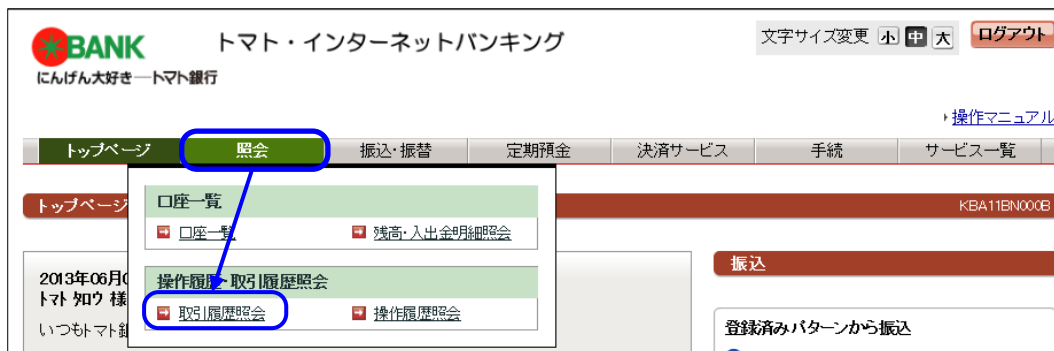 BANK
トマト・インターネットバンキング
文字サイズ変更 小 中 大 ログアウト
にんげん大好き―トマト銀行
操作マニュアル
トップページ 照会 振込・振替 定期預金 決済サービス 手続 サービス一覧
トップページ
KBA11BN000B
口座一覧
口座一覧 残高・入出金明細照会
操作履歴・取引履歴照会
取引履歴照会 操作履歴照会
2013年06月0
トマト タロウ 様
いつもトマト銀
振込
登録済みパターンから振込